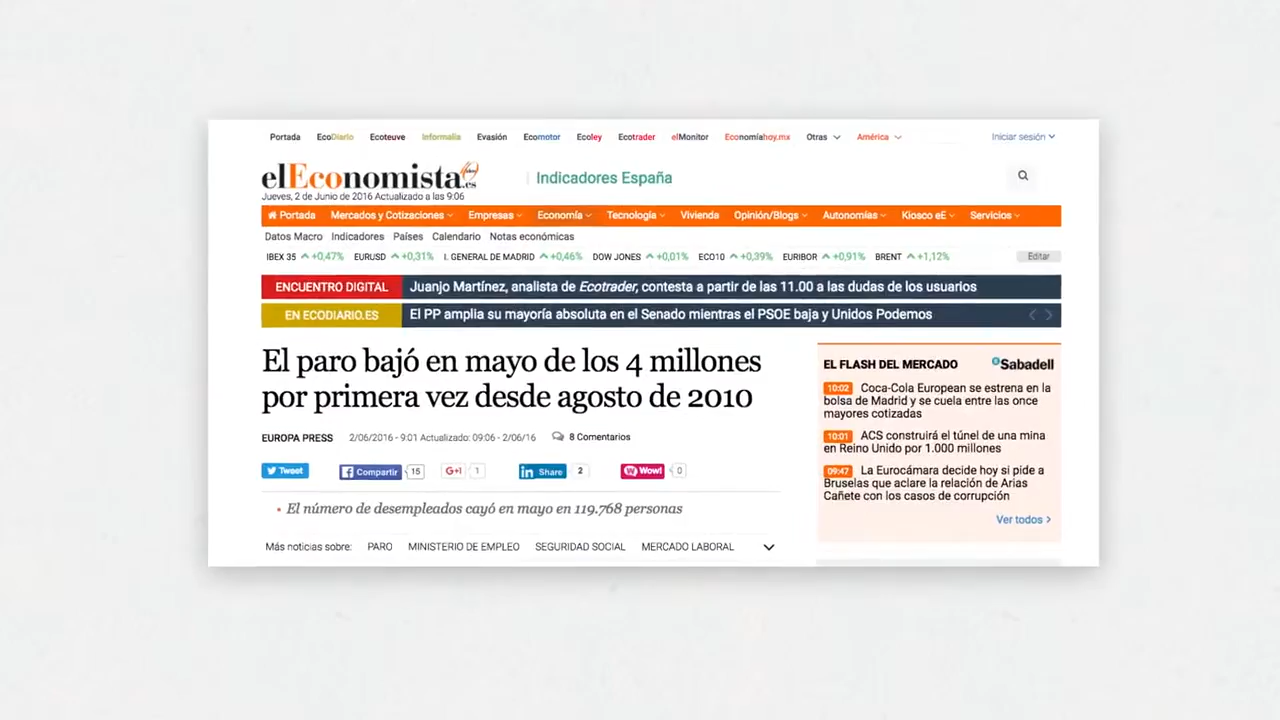 Portada EcoDiario Ecoteuve Informalia Evasión Ecomotor Ecoley Ecotrader elMonitor Economiahoy.mx Otras América Iniciar sesión
elEconomista.es Indicadores España
Jueves, 2 de Junio de 2016 Actualizado a las 9:06
Portada Mercados y Cotizaciones Empresas Economía Tecnología Vivienda Opinión/Blogs Autonomías Kiosco eE Servicios
Datos Macro Indicadores Países Calendario Notas económicas
IBEX 35 +0,47% EURUSD +0,31% I. GENERAL DE MADRID +0,46% DOW JONES +0,01% ECO10 +0,39% EURIBOR +0,91% BRENT +1,12% Editar
ENCUENTRO DIGITAL Juanjo Martínez, analista de Ecotrader, contesta a partir de las 11.00 a las dudas de los usuarios
EN ECODIARIO.ES El PP amplia su mayoría absoluta en el Senado mientras el PSOE baja y Unidos Podemos
El paro bajó en mayo de los 4 millones
por primera vez desde agosto de 2010
EUROPA PRESS 2/06/2016 - 9:01 Actualizado: 09:06 - 2/06/16 8 Comentarios
Tweet Compartir 15 G+1 1 in Share 2 Wow! 0
• El número de desempleados cayó en mayo en 119.768 personas
Más noticias sobre: PARO MINISTERIO DE EMPLEO SEGURIDAD SOCIAL MERCADO LABORAL
EL FLASH DEL MERCADO Sabadell
10:02 Coca-Cola European se estrena en la
bolsa de Madrid y se cuela entre las once
mayores cotizadas
10:01 ACS construirá el túnel de una mina
en Reino Unido por 1.000 millones
09:47 La Eurocámara decide hoy si pide a
Bruselas que aclare la relación de Arias
Cañete con los casos de corrupción
Ver todos >